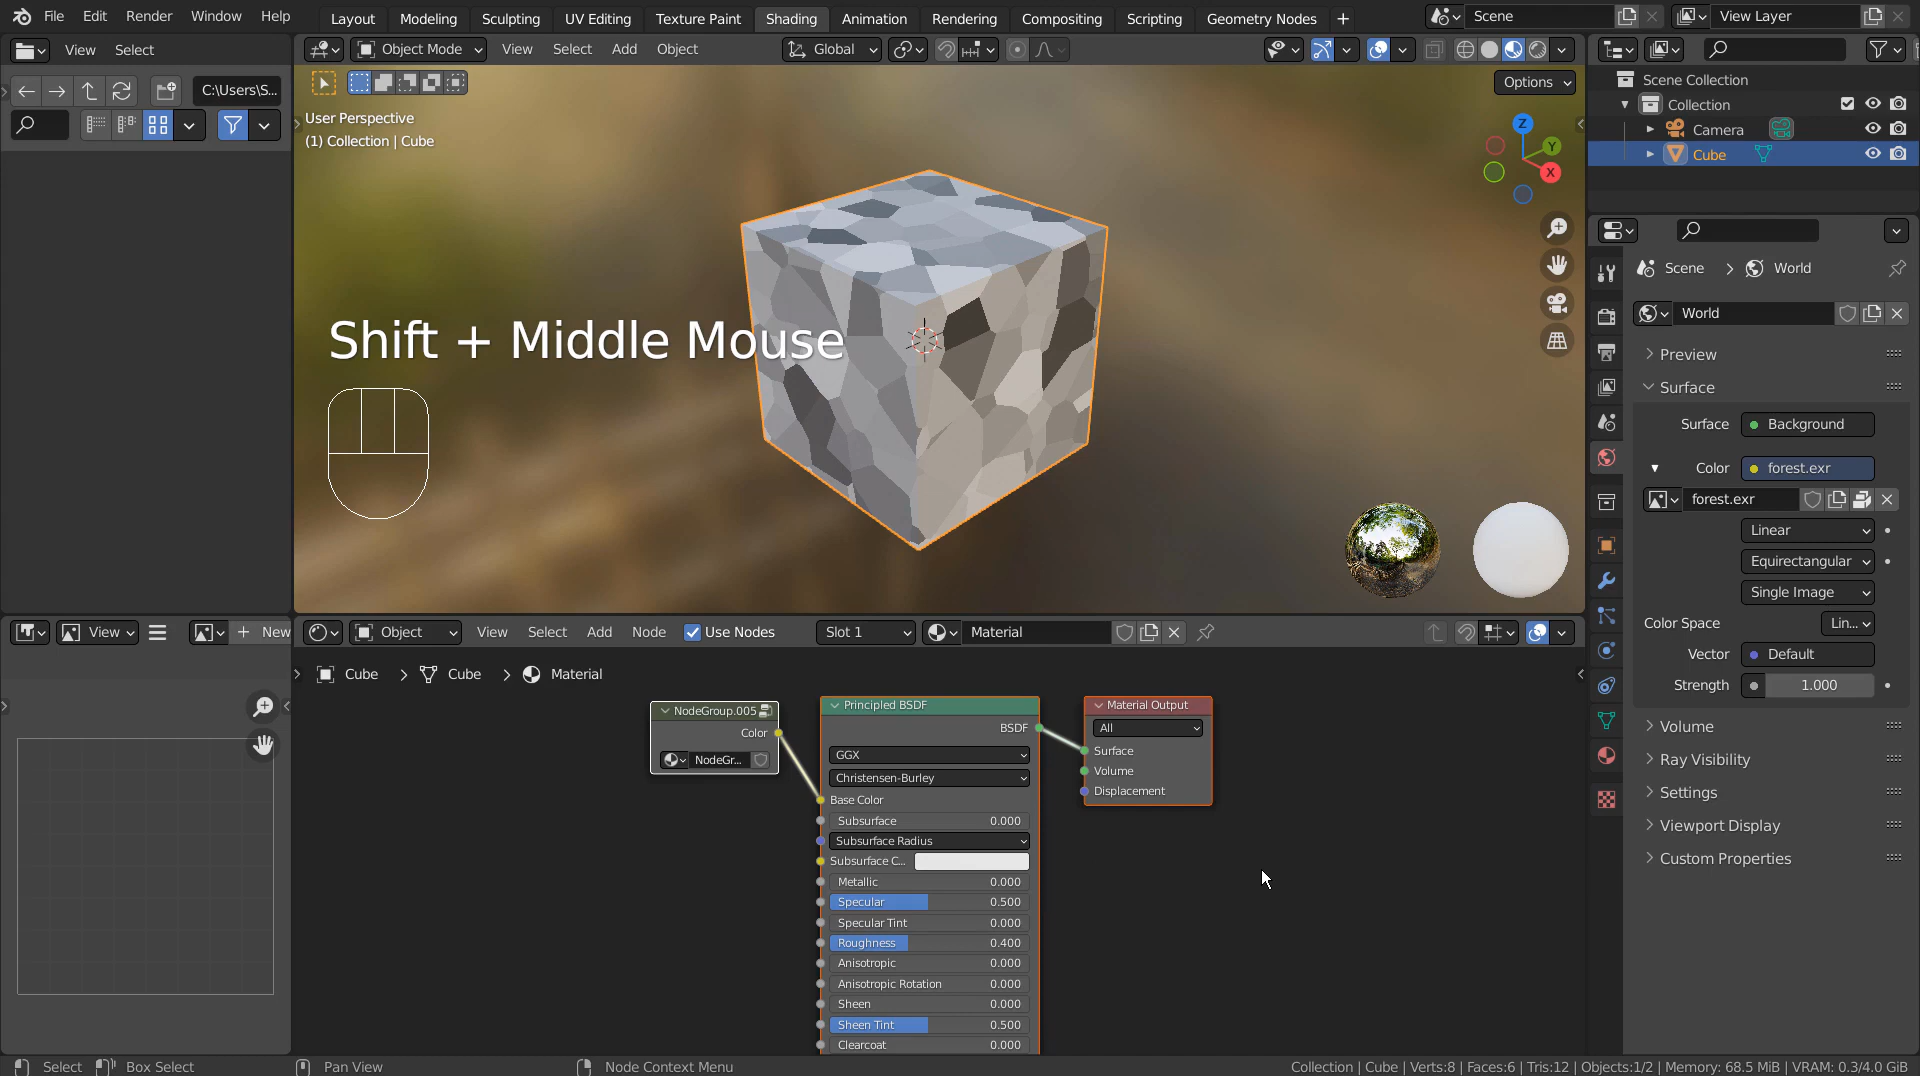 File Edit Render Window Help Layout Modeling Sculpting UV Editing Texture Paint Shading Animation Rendering Compositing Scripting Geometry Nodes + Scene View Layer
View Select Object Mode View Select Add Object Global
C:\Users\S...
Options
User Perspective
(1) Collection | Cube
Z
Y
X
Shift + Middle Mouse
Scene Collection
Collection
Camera
Cube
Scene > World
World
Preview
Surface
Surface Background
Color forest.exr
forest.exr
Linear
Equirectangular
Single Image
Color Space Lin...
Vector Default
Strength 1.000
Volume
Ray Visibility
Settings
Viewport Display
Custom Properties
View + New Object View Select Add Node Use Nodes Slot 1 Material
Cube > Cube > Material
NodeGroup.005
Color
NodeGr...
Principled BSDF
BSDF
GGX
Christensen-Burley
Base Color
Subsurface 0.000
Subsurface Radius
Subsurface C...
Metallic 0.000
Specular 0.500
Specular Tint 0.000
Roughness 0.400
Anisotropic 0.000
Anisotropic Rotation 0.000
Sheen 0.000
Sheen Tint 0.500
Clearcoat 0.000
Material Output
All
Surface
Volume
Displacement
Select Box Select Pan View Node Context Menu Collection | Cube | Verts:8 | Faces:6 | Tris:12 | Objects:1/2 | Memory: 68.5 MiB | VRAM: 0.3/4.0 GiB